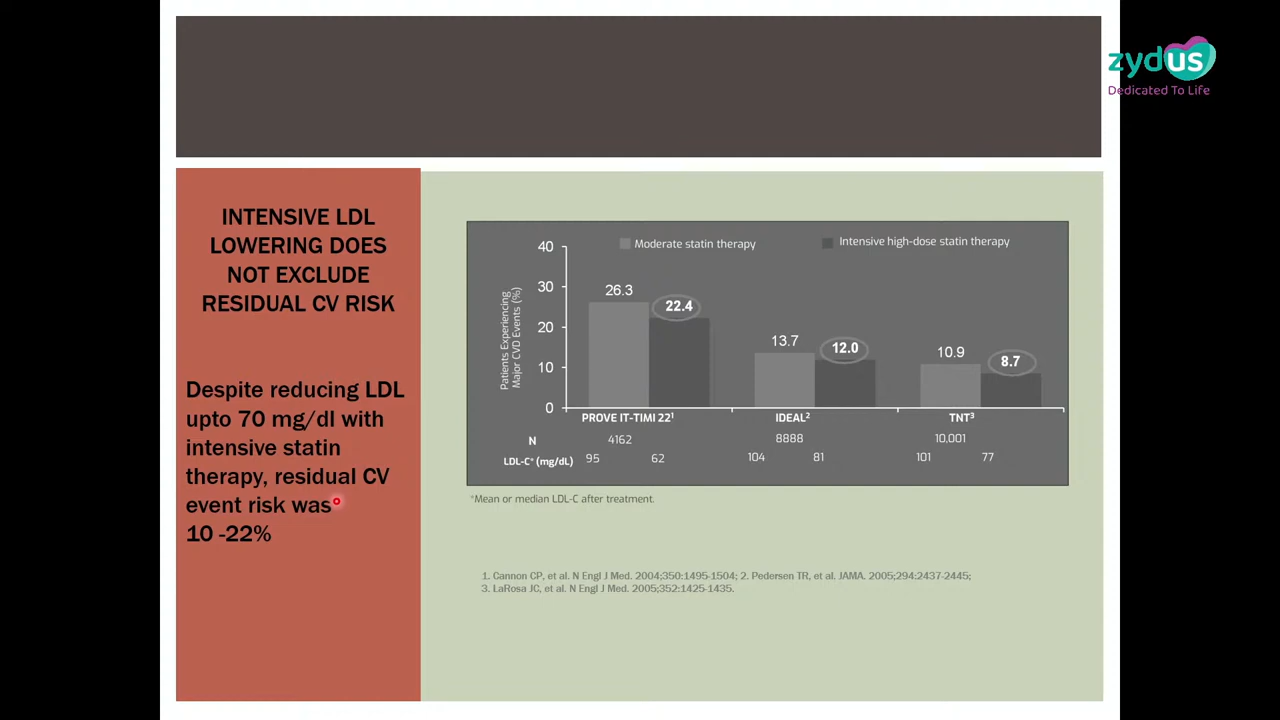 zydus
Dedicated To Life
INTENSIVE LDL
LOWERING DOES
NOT EXCLUDE
RESIDUAL CV RISK
Despite reducing LDL
upto 70 mg/dl with
intensive statin
therapy, residual CV
event risk was
10 -22%
Moderate statin therapy
Intensive high-dose statin therapy
Patients Experiencing
Major CVD Events (%)
40
30
20
10
0
26.3
22.4
13.7
12.0
10.9
8.7
PROVE IT-TIMI 22¹ IDEAL² TNT³
N 4162 8888 10,001
LDL-C* (mg/dL) 95 62 104 81 101 77
*Mean or median LDL-C after treatment.
1. Cannon CP, et al. N Engl J Med. 2004;350:1495-1504; 2. Pedersen TR, et al. JAMA. 2005;294:2437-2445;
3. LaRosa JC, et al. N Engl J Med. 2005;352:1425-1435.